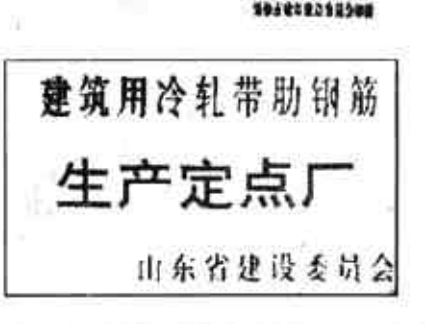 建筑用冷轧带肋钢筋
生产定点厂
山东省建设委员会